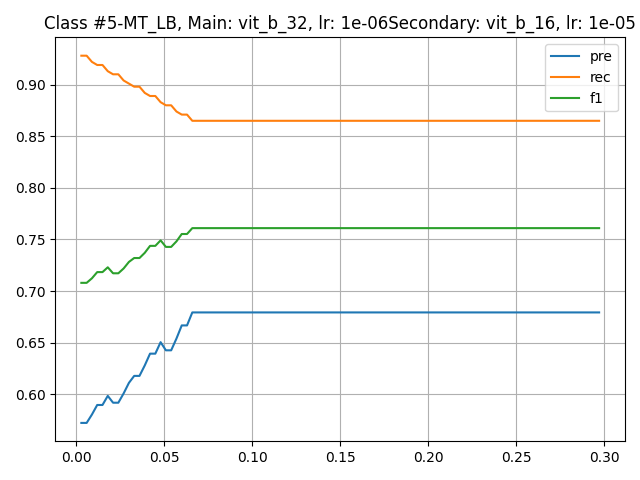 Class #5-MT_LB, Main: vit_b_32, lr: 1e-06Secondary: vit_b_16, lr: 1e-05
pre
rec
f1
0.90
0.85
0.80
0.75
0.70
0.65
0.60
0.00 0.05 0.10 0.15 0.20 0.25 0.30